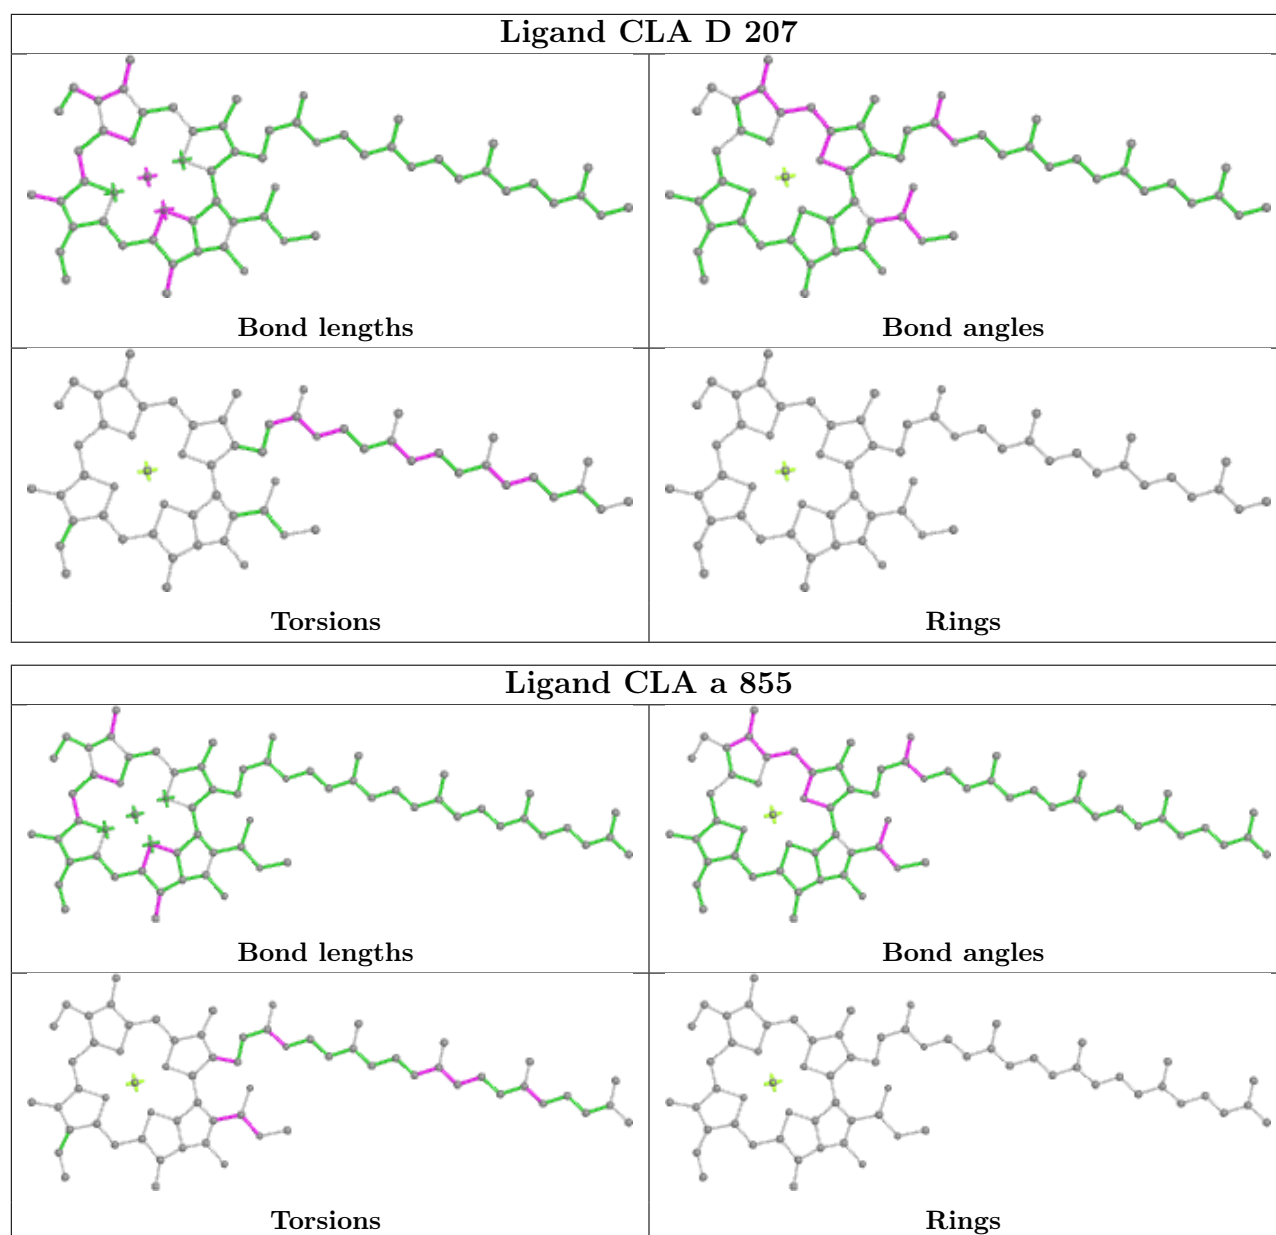 Ligand CLA D 207
Bond lengths
Bond angles
Torsions
Rings
Ligand CLA a 855
Bond lengths
Bond angles
Torsions
Rings